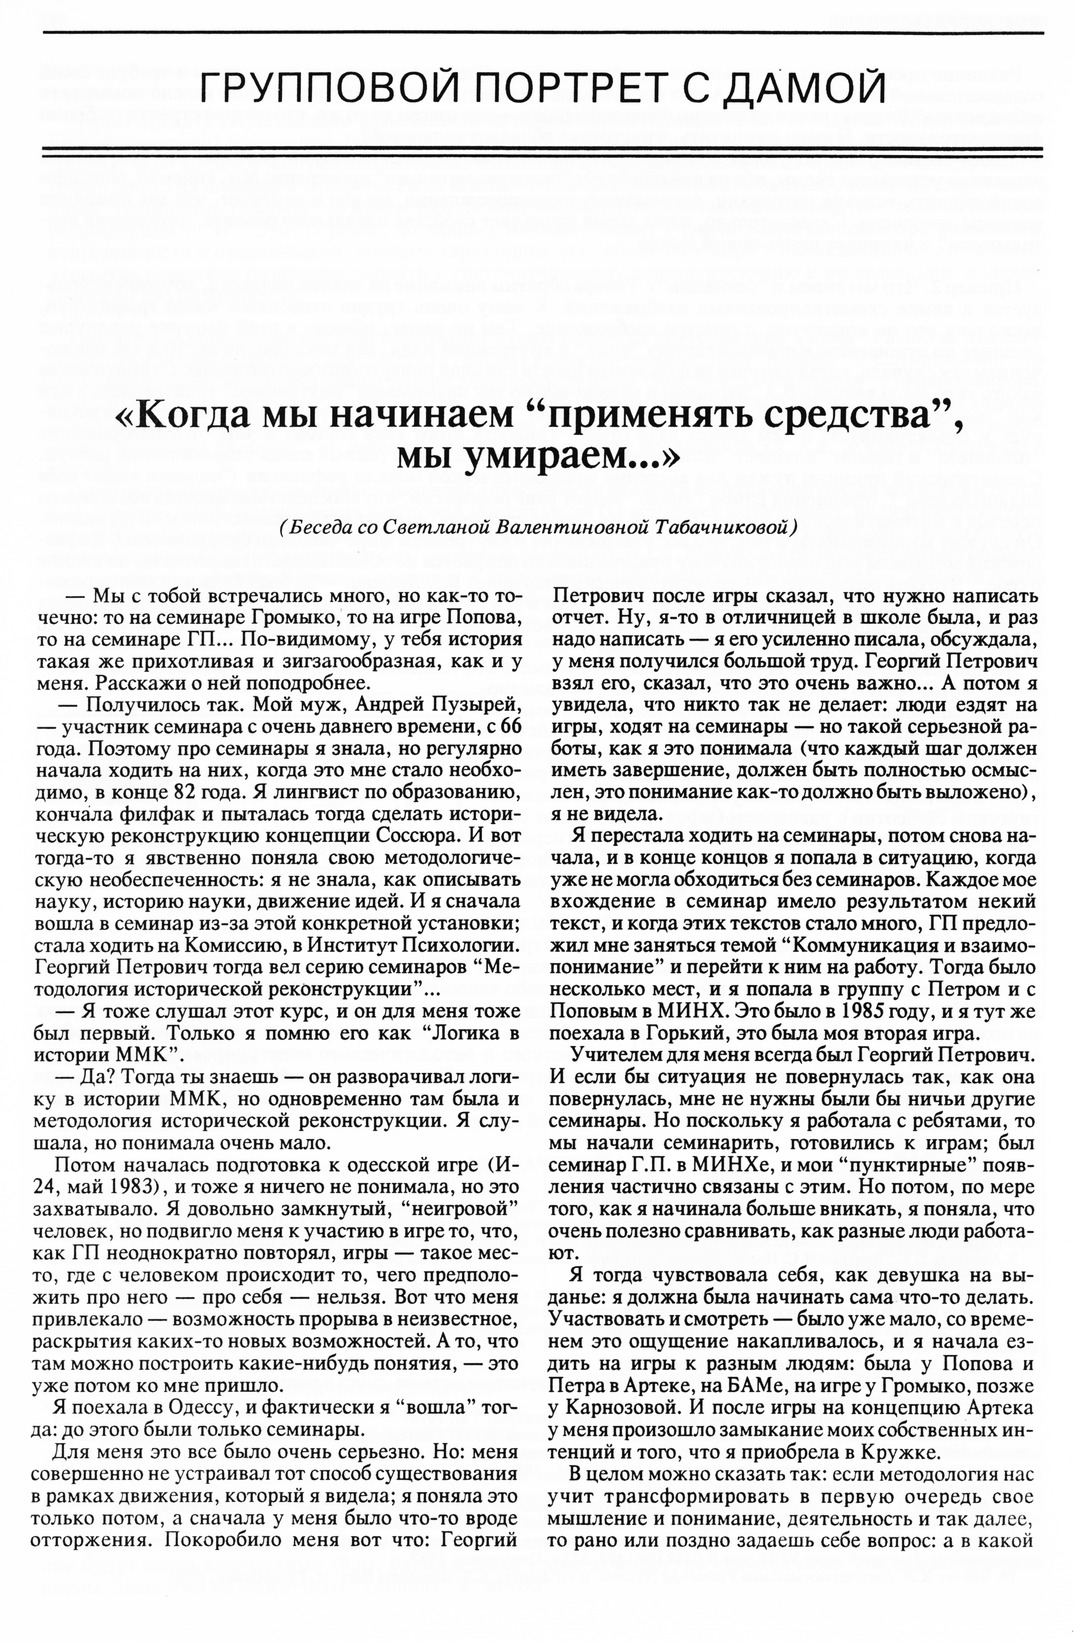 ГРУППОВОЙ ПОРТРЕТ С ДАМОЙ
«Когда мы начинаем “применять средства”,
мы умираем...»
(Беседа со Светланой Валентиновной Табачниковой)
— Мы с тобой встречались много, но как-то то-
чечно: то на семинаре Громыко, то на игре Попова,
то на семинаре ГП... По-видимому, у тебя история
такая же прихотливая и зигзагообразная, как и у
меня. Расскажи о ней поподробнее.
— Получилось так. Мой муж, Андрей Пузырей,
— участник семинара с очень давнего времени, с 66
года. Поэтому про семинары я знала, но регулярно
начала ходить на них, когда это мне стало необхо-
димо, в конце 82 года. Я лингвист по образованию,
кончала филфак и пыталась тогда сделать истори-
ческую реконструкцию концепции Соссюра. И вот
тогда-то я явственно поняла свою методологиче-
скую необеспеченность: я не знала, как описывать
науку, историю науки, движение идей. И я сначала
вошла в семинар из-за этой конкретной установки;
стала ходить на Комиссию, в Институт Психологии.
Георгий Петрович тогда вел серию семинаров “Ме-
тодология исторической реконструкции”...
— Я тоже слушал этот курс, и он для меня тоже
был первый. Только я помню его как “Логика в
истории ММК”.
— Да? Тогда ты знаешь — он разворачивал логи-
ку в истории ММК, но одновременно там была и
методология исторической реконструкции. Я слу-
шала, но понимала очень мало.
Потом началась подготовка к одесской игре (И-
24, май 1983), и тоже я ничего не понимала, но это
захватывало. Я довольно замкнутый, “неигровой”
человек, но подвигло меня к участию в игре то, что,
как ГП неоднократно повторял, игры — такое мес-
то, где с человеком происходит то, чего предполо-
жить про него — про себя — нельзя. Вот что меня
привлекало — возможность прорыва в неизвестное,
раскрытия каких-то новых возможностей. А то, что
там можно построить какие-нибудь понятия, — это
уже потом ко мне пришло.
Я поехала в Одессу, и фактически я “вошла” тог-
да: до этого были только семинары.
Для меня это все было очень серьезно. Но: меня
совершенно не устраивал тот способ существования
в рамках движения, который я видела; я поняла это
только потом, а сначала у меня было что-то вроде
отторжения. Покоробило меня вот что: Георгий
Петрович после игры сказал, что нужно написать
отчет. Ну, я-то в отличницей в школе была, и раз
надо написать — я его усиленно писала, обсуждала,
у меня получился большой труд. Георгий Петрович
взял его, сказал, что это очень важно... А потом я
увидела, что никто так не делает: люди ездят на
игры, ходят на семинары — но такой серьезной ра-
боты, как я это понимала (что каждый шаг должен
иметь завершение, должен быть полностью осмыс-
лен, это понимание как-то должно быть выложено),
я не видела.
Я перестала ходить на семинары, потом снова на-
чала, и в конце концов я попала в ситуацию, когда
уже не могла обходиться без семинаров. Каждое мое
вхождение в семинар имело результатом некий
текст, и когда этих текстов стало много, ГП предло-
жил мне заняться темой “Коммуникация и взаимо-
понимание” и перейти к ним на работу. Тогда было
несколько мест, и я попала в группу с Петром и с
Поповым в МИНХ. Это было в 1985 году, и я тут же
поехала в Горький, это была моя вторая игра.
Учителем для меня всегда был Георгий Петрович.
И если бы ситуация не повернулась так, как она
повернулась, мне не нужны были бы ничьи другие
семинары. Но поскольку я работала с ребятами, то
мы начали семинарить, готовились к играм; был
семинар Г.П. в МИНХе, и мои “пунктирные” появ-
ления частично связаны с этим. Но потом, по мере
того, как я начинала больше вникать, я поняла, что
очень полезно сравнивать, как разные люди работа-
ют.
Я тогда чувствовала себя, как девушка на вы-
данье: я должна была начинать сама что-то делать.
Участвовать и смотреть — было уже мало, со време-
нем это ощущение накапливалось, и я начала ез-
дить на игры к разным людям: была у Попова и
Петра в Артеке, на БАМе, на игре у Громыко, позже
у Карнозовой. И после игры на концепцию Артека
у меня произошло замыкание моих собственных ин-
тенций и того, что я приобрела в Кружке.
В целом можно сказать так: если методология нас
учит трансформировать в первую очередь свое
мышление и понимание, деятельность и так далее,
то рано или поздно задаешь себе вопрос: а в какой